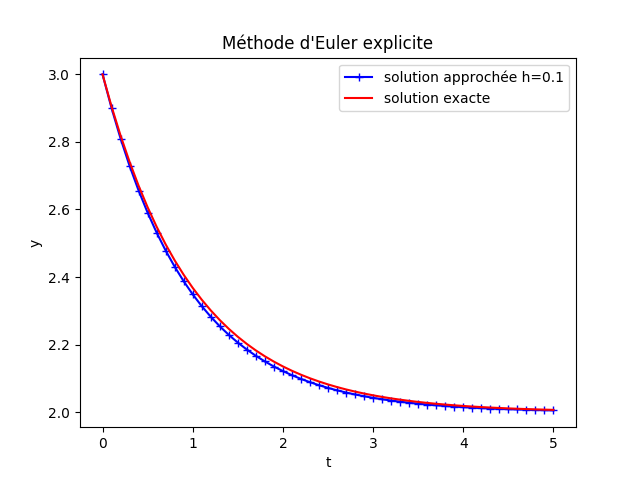 Méthode d'Euler explicite
solution approchée h=0.1
solution exacte
3.0
2.8
2.6
2.4
2.2
2.0
y
0 1 2 3 4 5
t